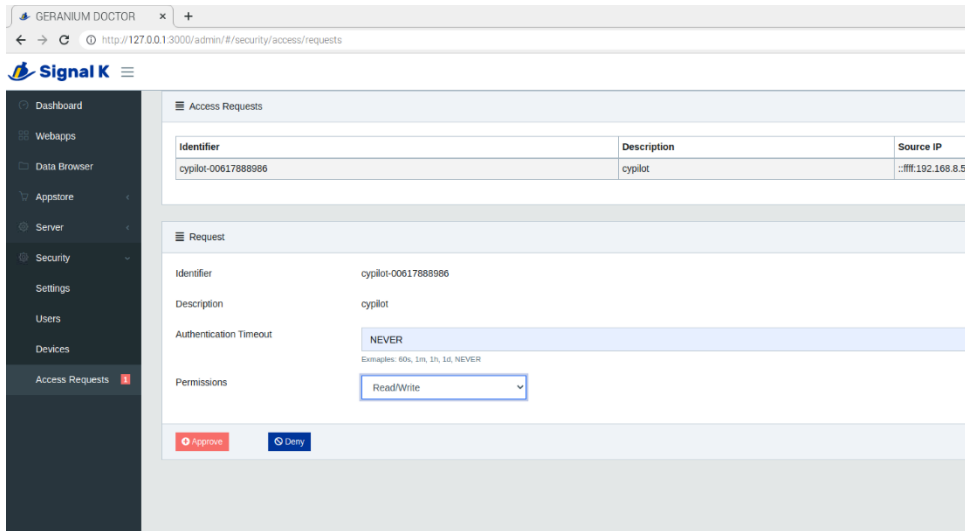 GERANIUM DOCTOR
http://127.0.0.1:3000/admin/#/security/access/requests
Signal K
Dashboard
Webapps
Data Browser
Appstore
Server
Security
Settings
Users
Devices
Access Requests 1
Access Requests
Identifier Description Source IP
cypilot-00617888986 cypilot ::ffff:192.168.8.5
Request
Identifier cypilot-00617888986
Description cypilot
Authentication Timeout NEVER
Exmaples: 60s, 1m, 1h, 1d, NEVER
Permissions Read/Write
Approve Deny